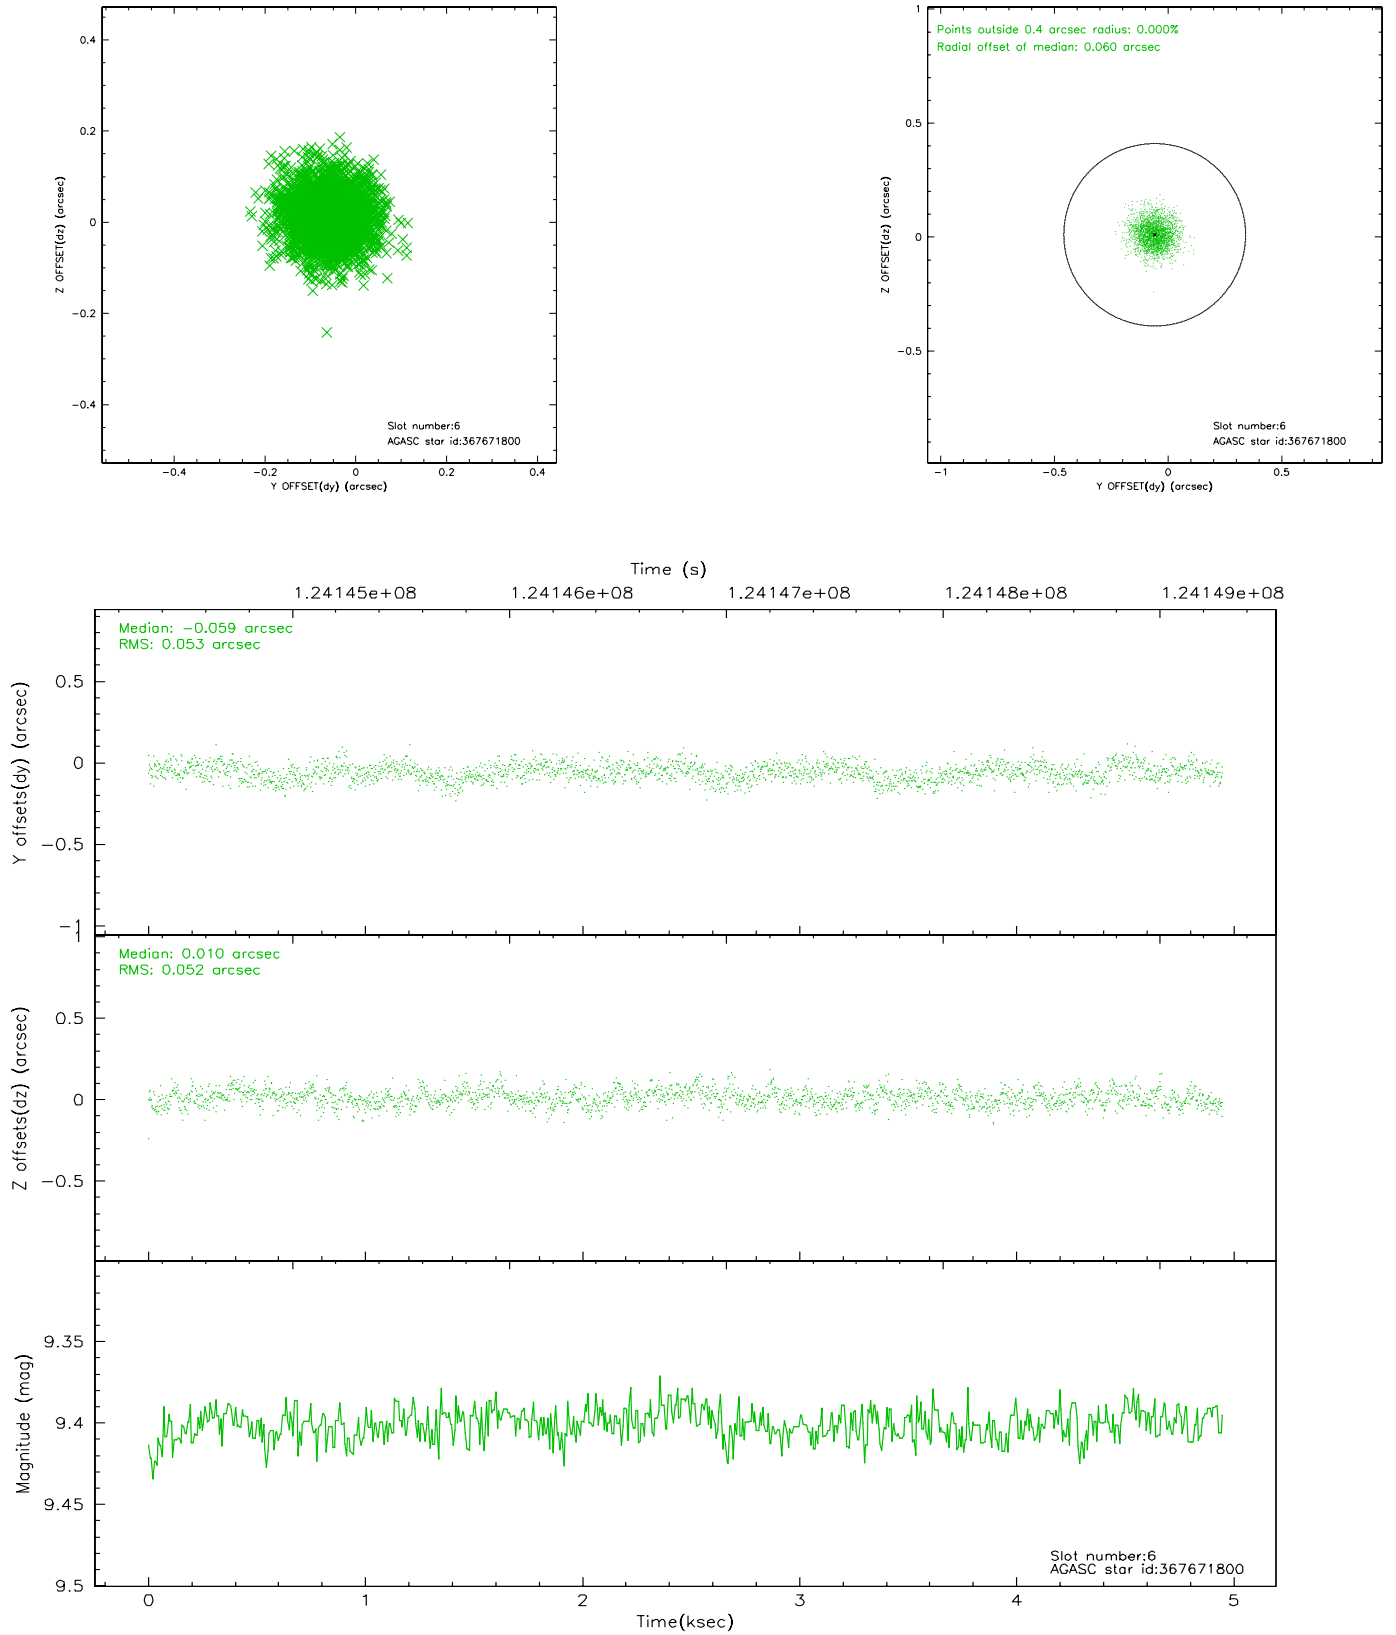 0.4
0.2
0
−0.2
−0.4
Z OFFSET(dz) (arcsec)
Slot number:6
AGASC star id:367671800
−0.4
−0.2
0
0.2
0.4
Y OFFSET(dy) (arcsec)
1
0.5
0
−0.5
Z OFFSET(dz) (arcsec)
Points outside 0.4 arcsec radius: 0.000%
Radial offset of median: 0.060 arcsec
Slot number:6
AGASC star id:367671800
−1
−0.5
0
0.5
Y OFFSET(dy) (arcsec)
Time (s)
1.24145e+08
1.24146e+08
1.24147e+08
1.24148e+08
1.24149e+08
Median: −0.059 arcsec
RMS: 0.053 arcsec
0.5
0
−0.5
−1
Y offsets(dy) (arcsec)
1
Median: 0.010 arcsec
RMS: 0.052 arcsec
0.5
0
−0.5
Z offsets(dz) (arcsec)
9.35
9.4
9.45
9.5
Magnitude (mag)
Slot number:6
AGASC star id:367671800
0
1
2
3
4
5
Time(ksec)